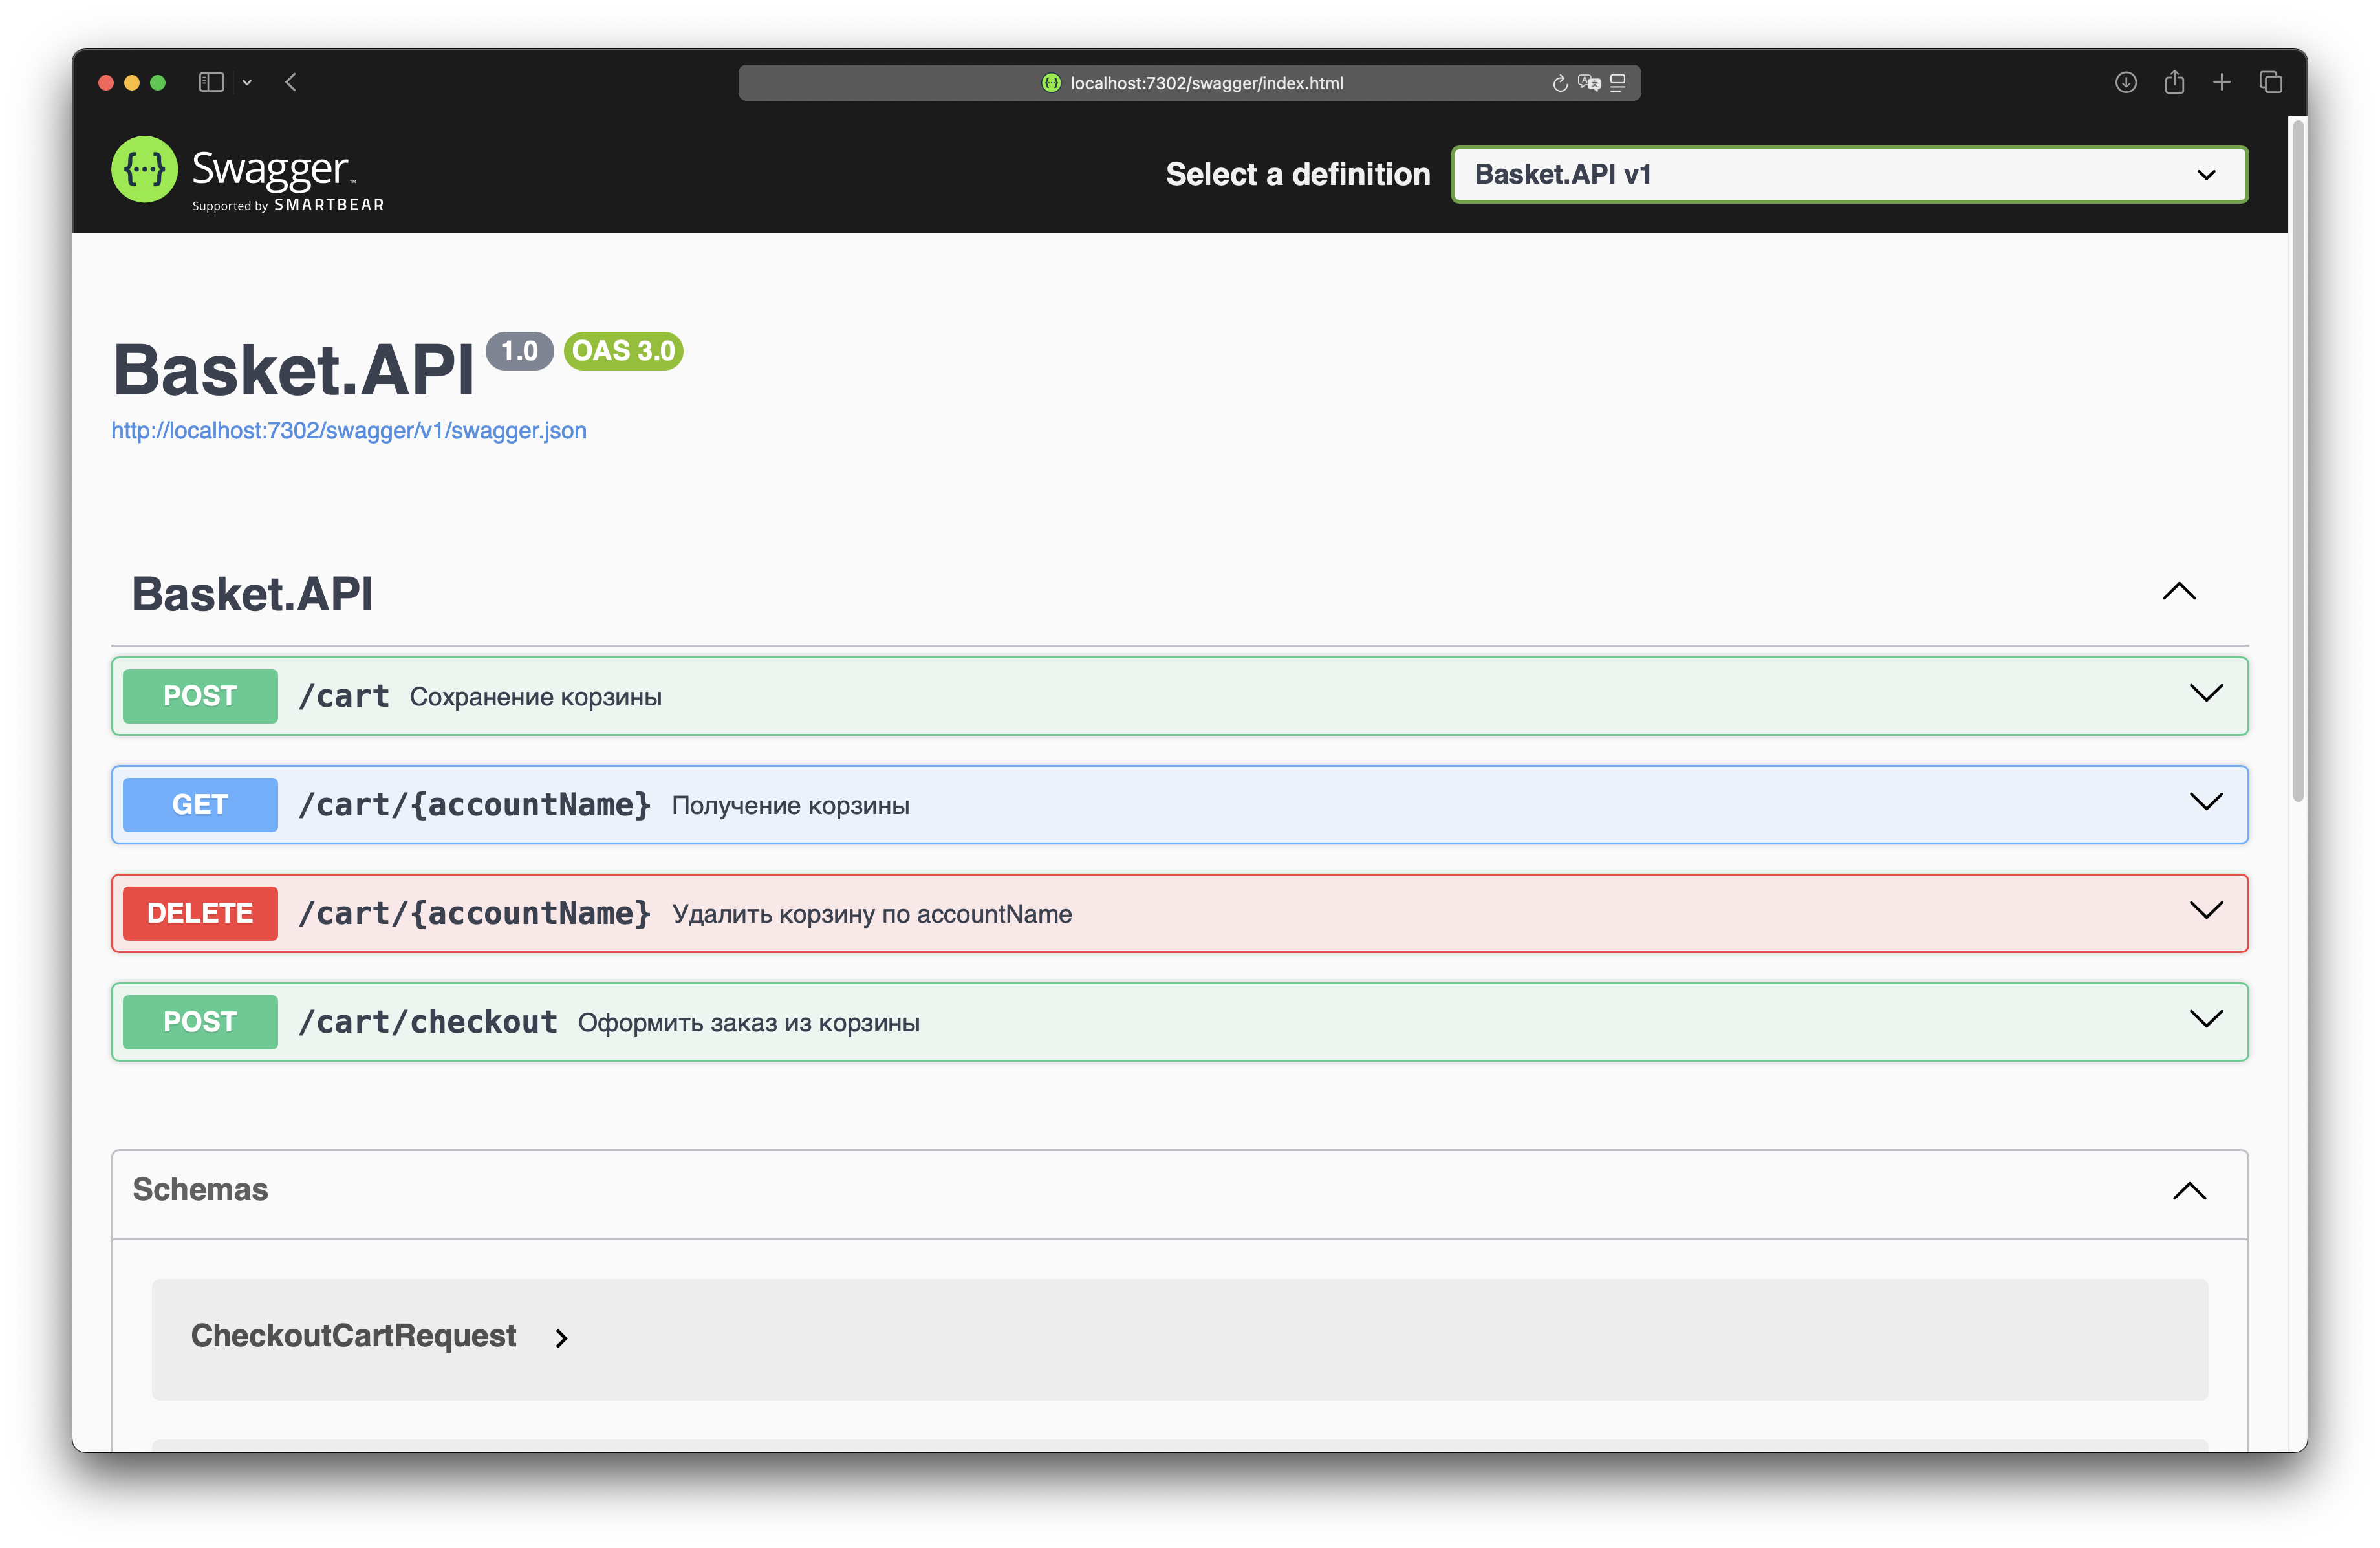 localhost:7302/swagger/index.html
Swagger™
Supported by SMARTBEAR
Select a definition
Basket.API v1
Basket.API 1.0 OAS 3.0
http://localhost:7302/swagger/v1/swagger.json
Basket.API
POST /cart Сохранение корзины
GET /cart/{accountName} Получение корзины
DELETE /cart/{accountName} Удалить корзину по accountName
POST /cart/checkout Оформить заказ из корзины
Schemas
CheckoutCartRequest